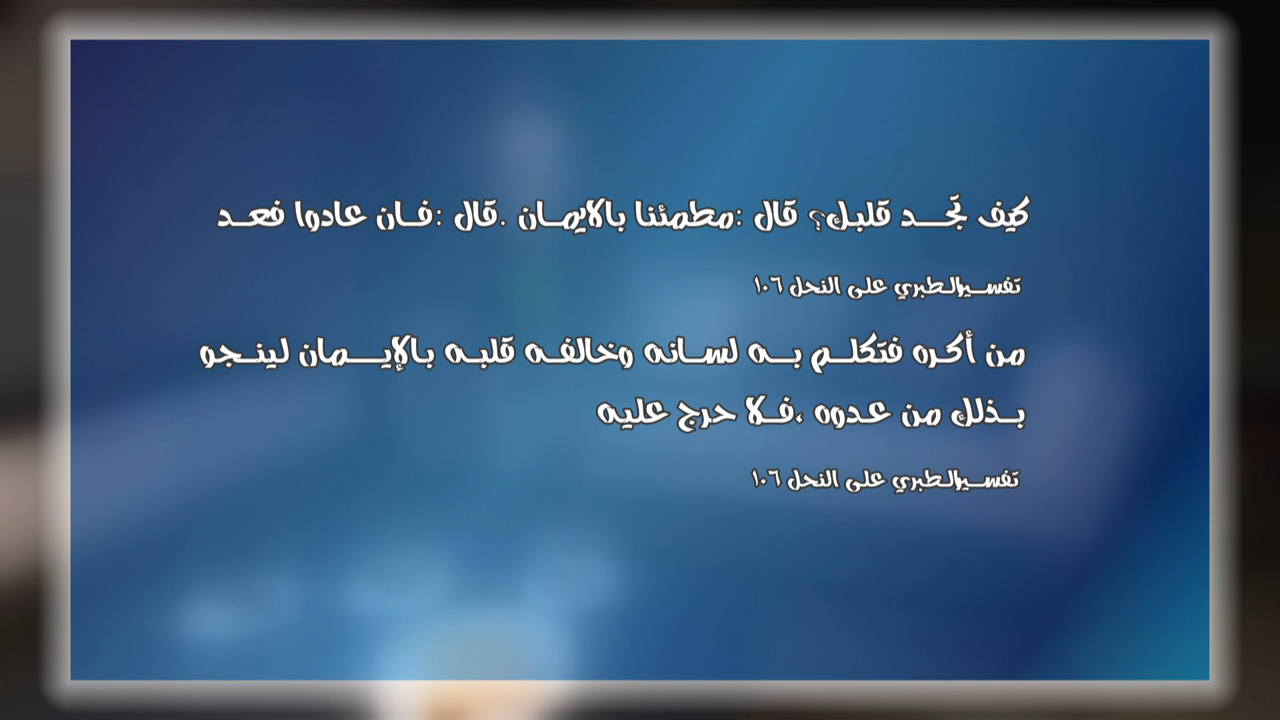 كيف تجّد قلبك؟ قال :مطمئنا بالايمان .قال :فان عادوا فعد
تفسيرالطبري على النحل ١٠٦
من أكره فتكلم به لسانه وخالفه قلبه بالإيمان لينجو
بذلك من عدوه ،فلا حرج عليه
تفسيرالطبري على النحل ١٠٦